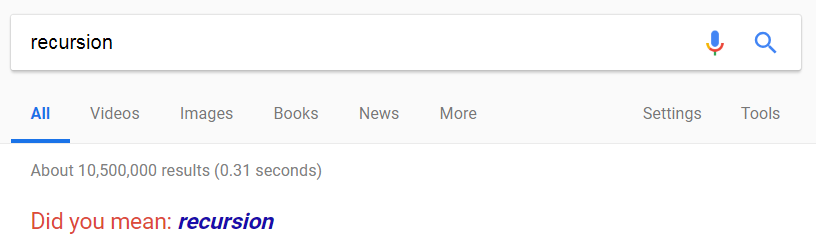 recursion
All Videos Images Books News More Settings Tools
About 10,500,000 results (0.31 seconds)
Did you mean: recursion